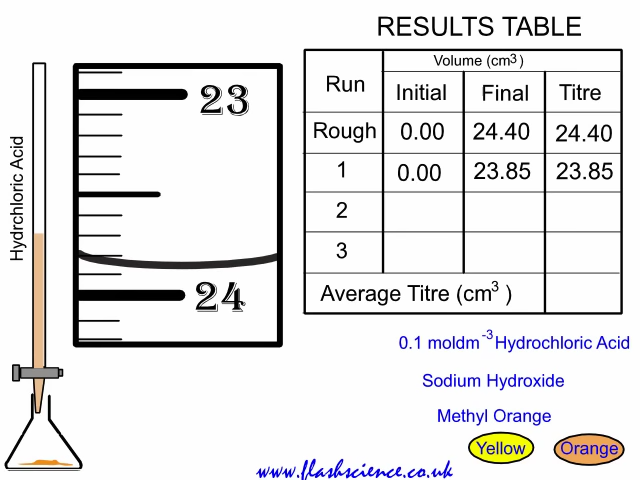 RESULTS TABLE
Volume (cm³)
Run Initial Final Titre
Rough 0.00 24.40 24.40
1 0.00 23.85 23.85
2
3
Average Titre (cm³ )
Hydrchloric Acid
23
24
0.1 moldm⁻³ Hydrochloric Acid
Sodium Hydroxide
Methyl Orange
Yellow Orange
www.flashscience.co.uk